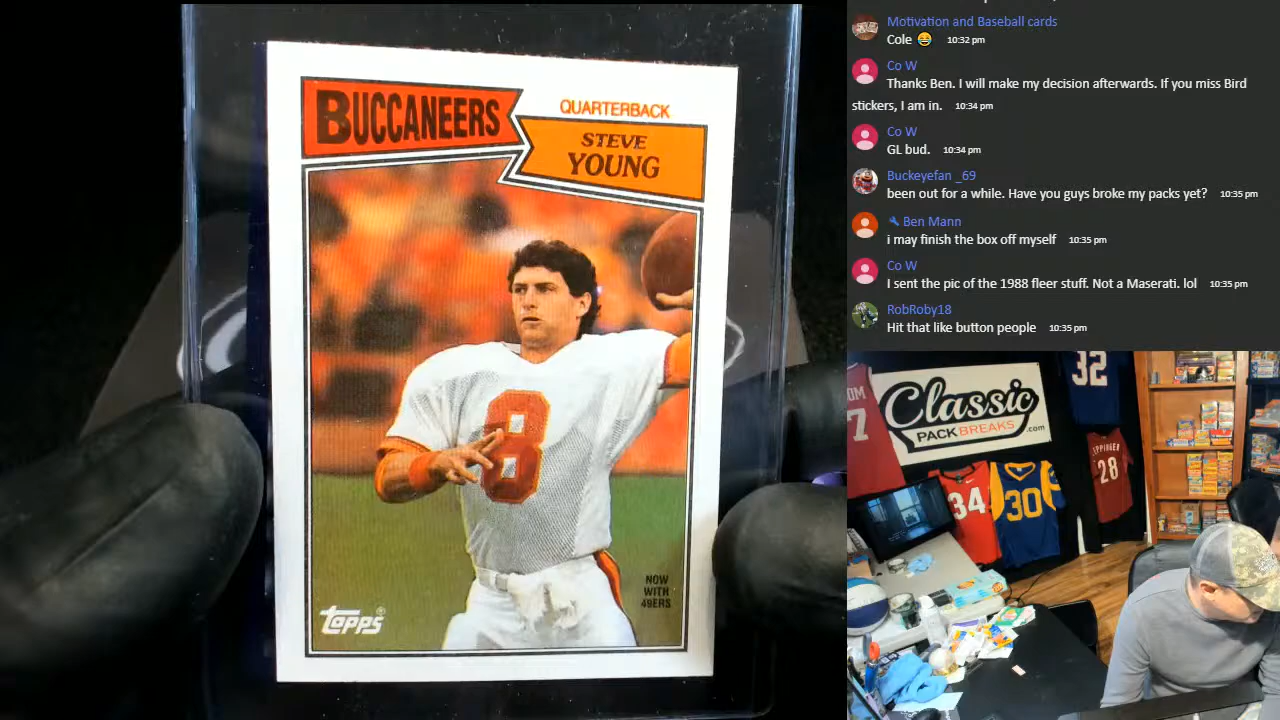 BUCCANEERS
QUARTERBACK
STEVE
YOUNG
8
NOW
WITH
49ERS
TOPPS
Motivation and Baseball cards
Cole 😂 10:32 pm
Co W
Thanks Ben. I will make my decision afterwards. If you miss Bird
stickers, I am in. 10:34 pm
Co W
GL bud. 10:34 pm
Buckeyefan _69
been out for a while. Have you guys broke my packs yet? 10:35 pm
Ben Mann
i may finish the box off myself 10:35 pm
Co W
I sent the pic of the 1988 fleer stuff. Not a Maserati. lol 10:35 pm
RobRoby18
Hit that like button people 10:35 pm
Classic
PACKBREAKS.com
32
7
34
30
28